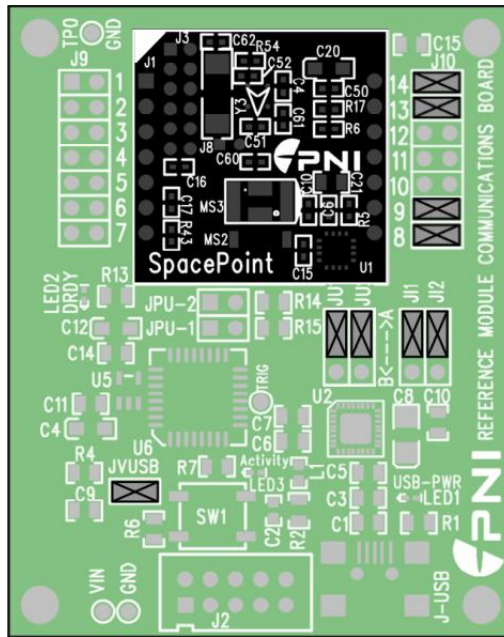 TPO
GND
J9
1
2
3
4
5
6
7
J3
J1
C62
R54
C52
C20
C4
C50
R17
R6
C61
Y3
C51
J8
C60
PNI
C16
C10
C21
C17
R43
MS3
C9
MS2
C15
U1
SpacePoint
C15
J10
14
13
12
11
10
9
8
REFERENCE MODULE COMMUNICATIONS BOARD
PNI
LED2
DRDY
R13
C12
C14
JPU-2
JPU-1
R14
R15
JI1
JI2
B<---->A
U5
C11
C4
U6
TRIG
C7
C6
U2
C8
C10
R4
C9
JVUSB
R7
Activity
LED3
L1
C5
C3
C1
USB-PWR
LED1
R1
R6
SW1
C2
R2
VIN
GND
J2
J-USB